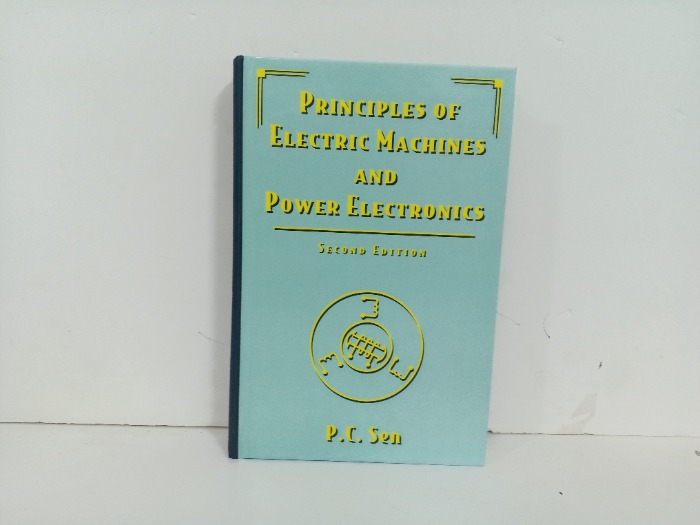 Principles of
Electric Machines
and
Power Electronics
Second Edition
P.C. Sen